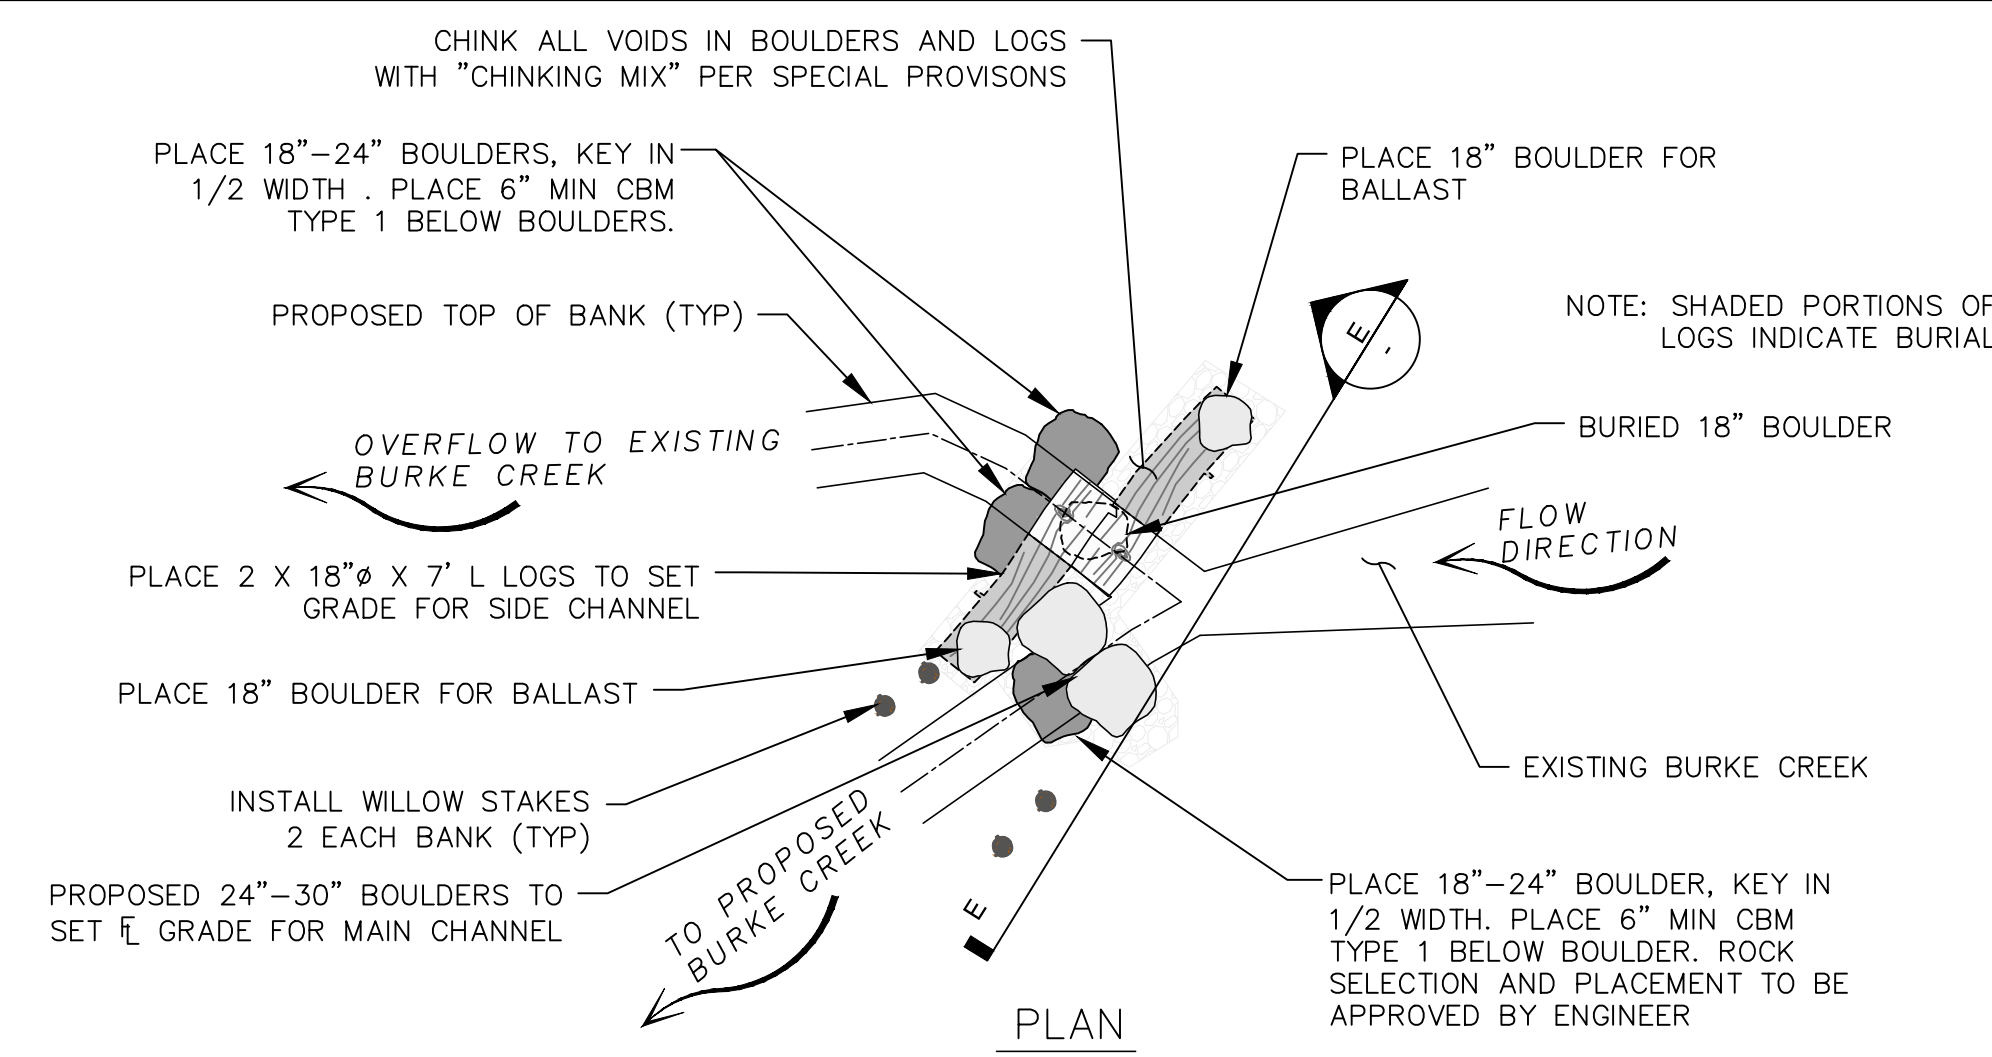 CHINK ALL VOIDS IN BOULDERS AND LOGS
WITH "CHINKING MIX" PER SPECIAL PROVISONS
PLACE 18"-24" BOULDERS, KEY IN
1/2 WIDTH . PLACE 6" MIN CBM
TYPE 1 BELOW BOULDERS.
PLACE 18" BOULDER FOR
BALLAST
PROPOSED TOP OF BANK (TYP)
E
-
NOTE: SHADED PORTIONS OF
LOGS INDICATE BURIAL
OVERFLOW TO EXISTING
BURKE CREEK
BURIED 18" BOULDER
FLOW
DIRECTION
PLACE 2 X 18"ø X 7' L LOGS TO SET
GRADE FOR SIDE CHANNEL
PLACE 18" BOULDER FOR BALLAST
EXISTING BURKE CREEK
INSTALL WILLOW STAKES
2 EACH BANK (TYP)
PROPOSED 24"-30" BOULDERS TO
SET FL GRADE FOR MAIN CHANNEL
TO PROPOSED
BURKE CREEK
E
PLACE 18"-24" BOULDER, KEY IN
1/2 WIDTH. PLACE 6" MIN CBM
TYPE 1 BELOW BOULDER. ROCK
SELECTION AND PLACEMENT TO BE
APPROVED BY ENGINEER
PLAN